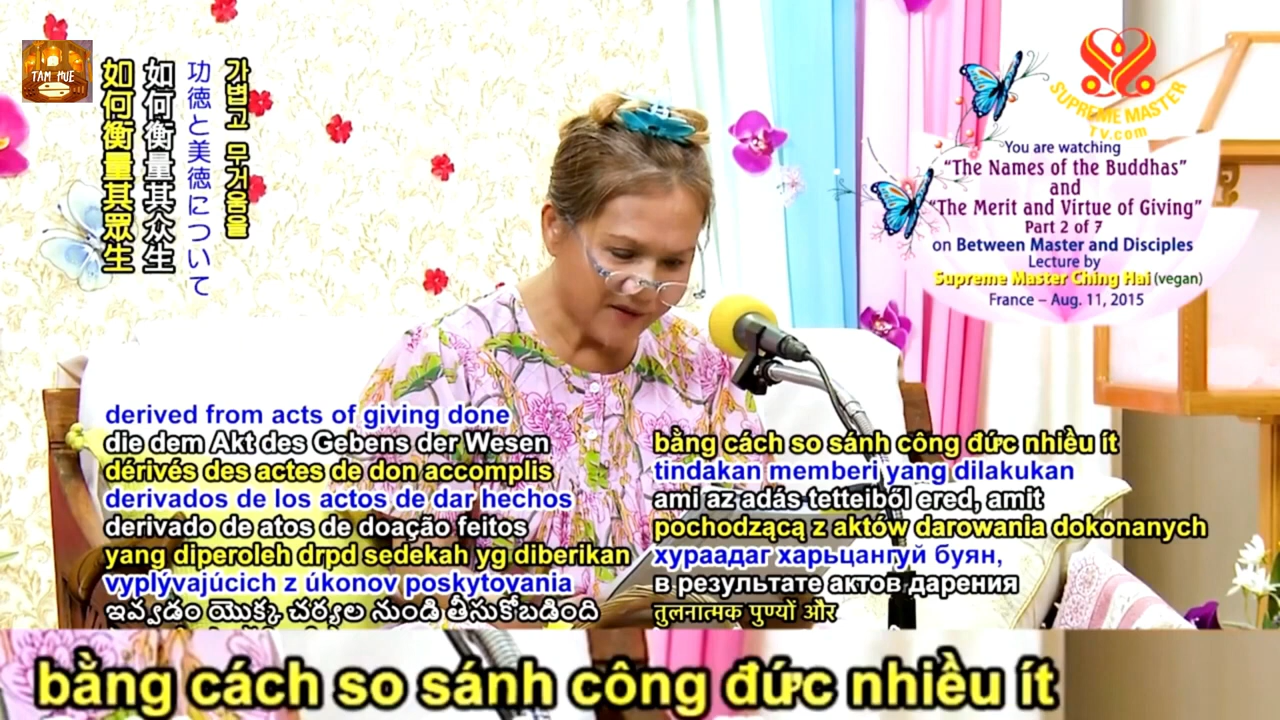 TAM HUE
如何衡量其眾生
如何衡量其众生
功徳と美徳について
가볍고 무거움을
SUPREME MASTER
TV.com
You are watching
“The Names of the Buddhas”
and
“The Merit and Virtue of Giving”
Part 2 of 7
on Between Master and Disciples
Lecture by
Supreme Master Ching Hai (vegan)
France – Aug. 11, 2015
derived from acts of giving done
die dem Akt des Gebens der Wesen
dérivés des actes de don accomplis
derivados de los actos de dar hechos
derivado de atos de doação feitos
yang diperoleh drpd sedekah yg diberikan
vyplývajúcich z úkonov poskytovania
ఇవ్వడం యొక్క చర్యల నుండి తీసుకోబడింది
bằng cách so sánh công đức nhiều ít
tindakan memberi yang dilakukan
ami az adás tetteiből ered, amit
pochodzącą z aktów darowania dokonanych
хураадаг харьцангуй буян,
в результате актов дарения
तुलनात्मक पुण्यों और
bằng cách so sánh công đức nhiều ít